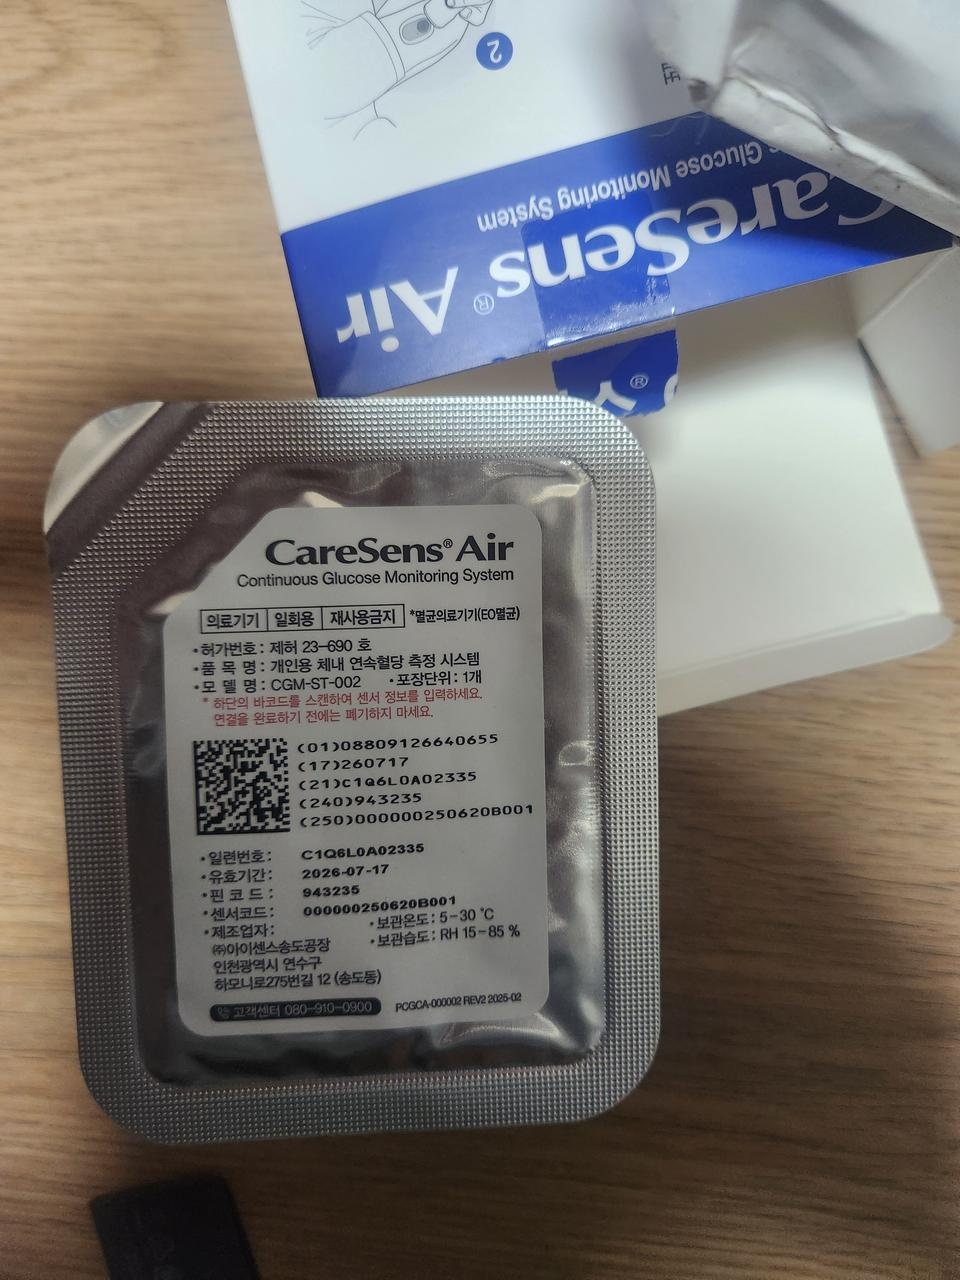 2
CareSens® Air
Glucose Monitoring System
®
CareSens® Air
Continuous Glucose Monitoring System
의료기기 일회용 재사용금지 *멸균의료기기(EO멸균)
•허가번호 : 제허 23-690 호
•품 목 명 : 개인용 체내 연속혈당 측정 시스템
•모 델 명 : CGM-ST-002 •포장단위 : 1개
* 하단의 바코드를 스캔하여 센서 정보를 입력하세요.
연결을 완료하기 전에는 폐기하지 마세요.
(01)08809126640655
(17)260717
(21)C1Q6L0A02335
(240)943235
(250)000000250620B001
•일련번호 : C1Q6L0A02335
•유효기간 : 2026-07-17
•핀 코 드 : 943235
•센서코드 : 000000250620B001
•제조업자 : •보관온도 : 5-30 ℃
㈜아이센스송도공장 •보관습도 : RH 15-85 %
인천광역시 연수구
하모니로275번길 12 (송도동)
고객센터 080-910-0900 PCGCA-000002 REV2 2025-02